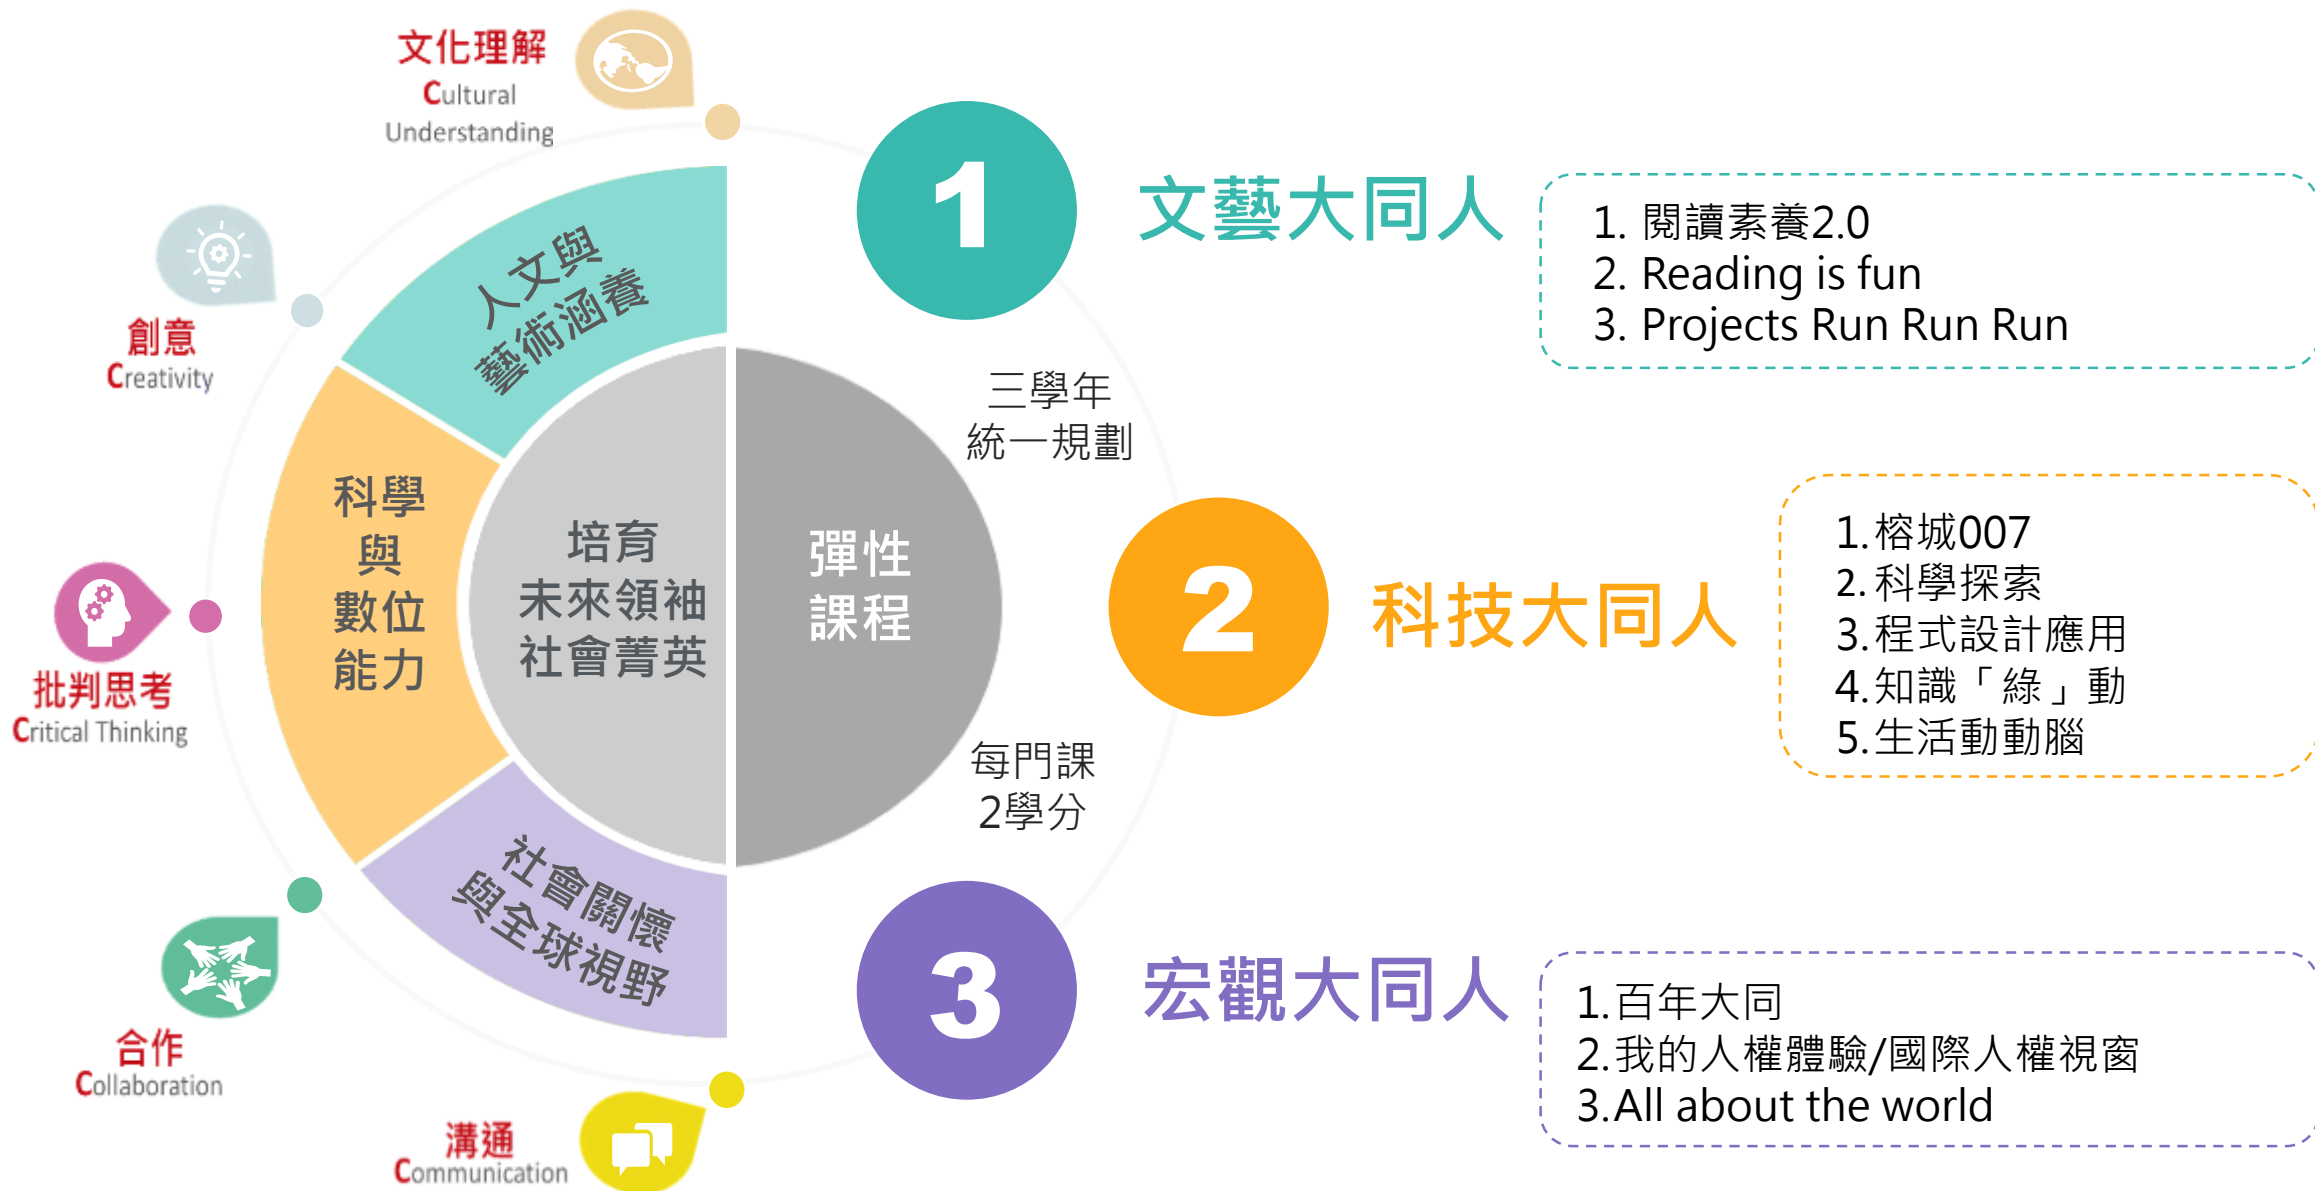 文化理解
Cultural
Understanding
創意
Creativity
批判思考
Critical Thinking
合作
Collaboration
溝通
Communication
人文與
藝術涵養
科學
與
數位
能力
社會關懷
與全球視野
培育
未來領袖
社會菁英
彈性
課程
三學年
統一規劃
每門課
2學分
1
文藝大同人
1. 閱讀素養2.0
2. Reading is fun
3. Projects Run Run Run
2
科技大同人
1.榕城007
2.科學探索
3.程式設計應用
4.知識「綠」動
5.生活動動腦
3
宏觀大同人
1.百年大同
2.我的人權體驗/國際人權視窗
3.All about the world